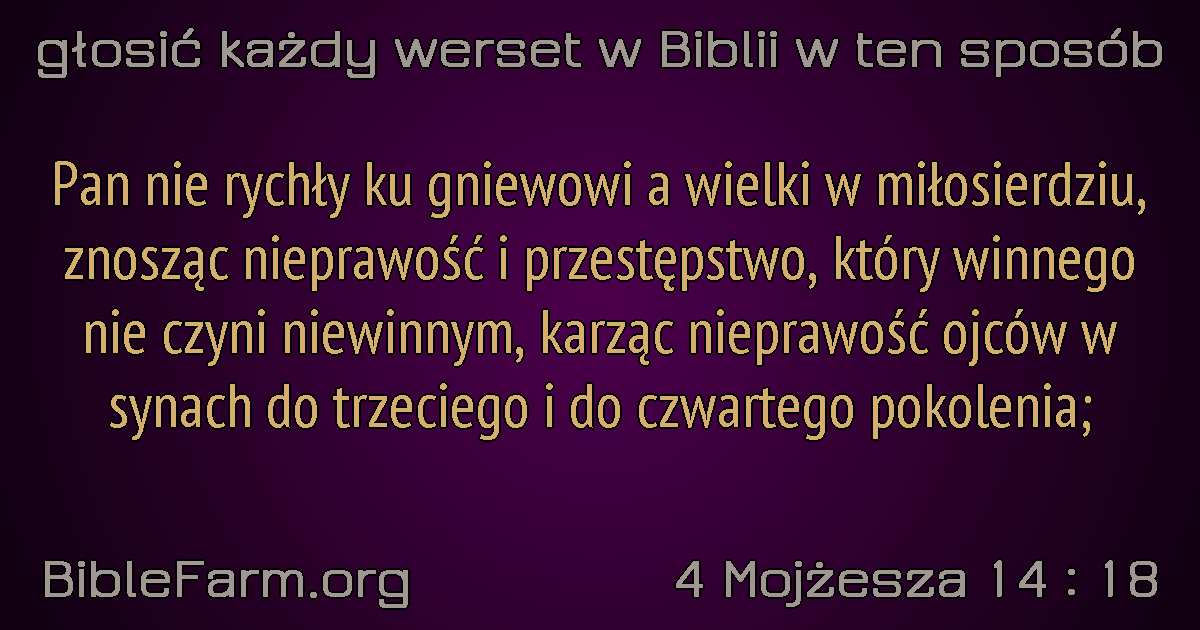 głosić każdy werset w Biblii w ten sposób
Pan nie rychły ku gniewowi a wielki w miłosierdziu,
znosząc nieprawość i przestępstwo, który winnego
nie czyni niewinnym, karząc nieprawość ojców w
synach do trzeciego i do czwartego pokolenia;
BibleFarm.org
4 Mojżesza 14 : 18